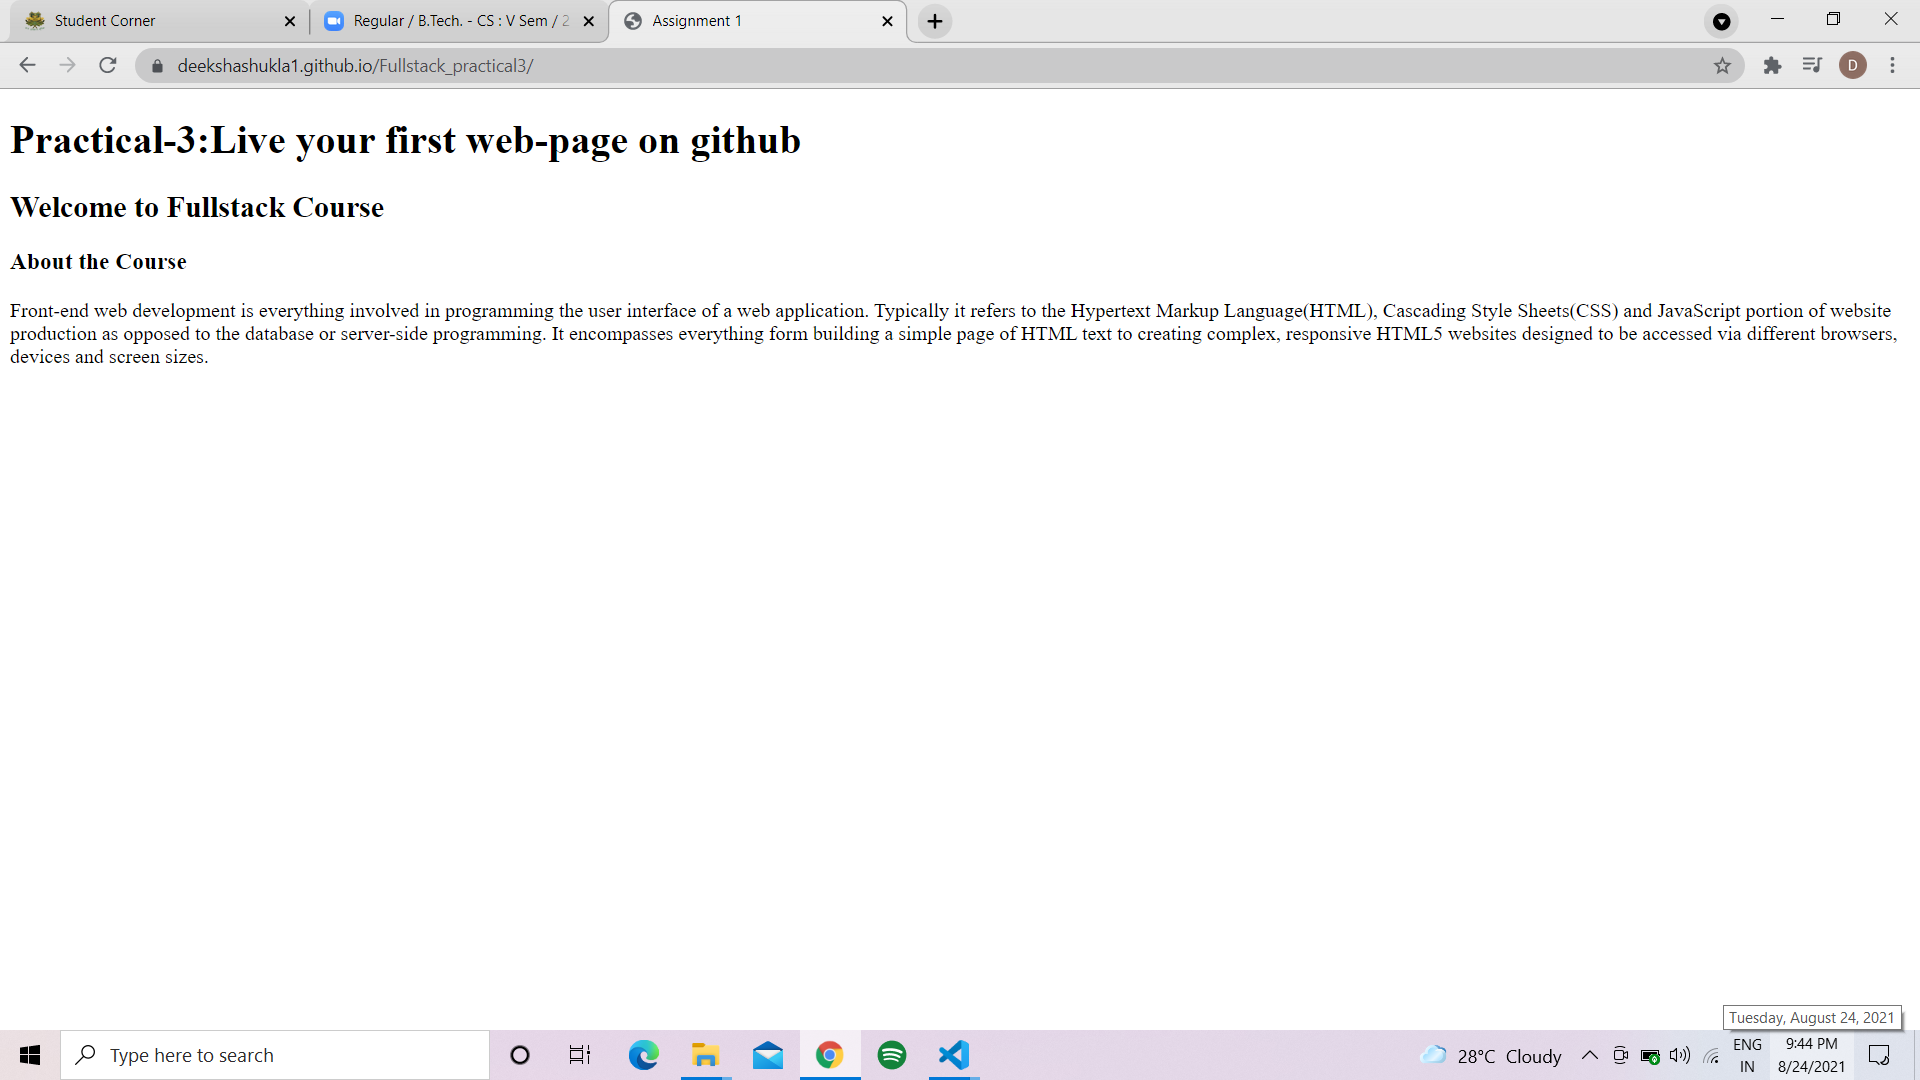 Student Corner
Regular / B.Tech. - CS : V Sem / 2
Assignment 1
deekshashukla1.github.io/Fullstack_practical3/
D
Practical-3:Live your first web-page on github
Welcome to Fullstack Course
About the Course
Front-end web development is everything involved in programming the user interface of a web application. Typically it refers to the Hypertext Markup Language(HTML), Cascading Style Sheets(CSS) and JavaScript portion of website
production as opposed to the database or server-side programming. It encompasses everything form building a simple page of HTML text to creating complex, responsive HTML5 websites designed to be accessed via different browsers,
devices and screen sizes.
Tuesday, August 24, 2021
Type here to search
28°C Cloudy
ENG
IN
9:44 PM
8/24/2021